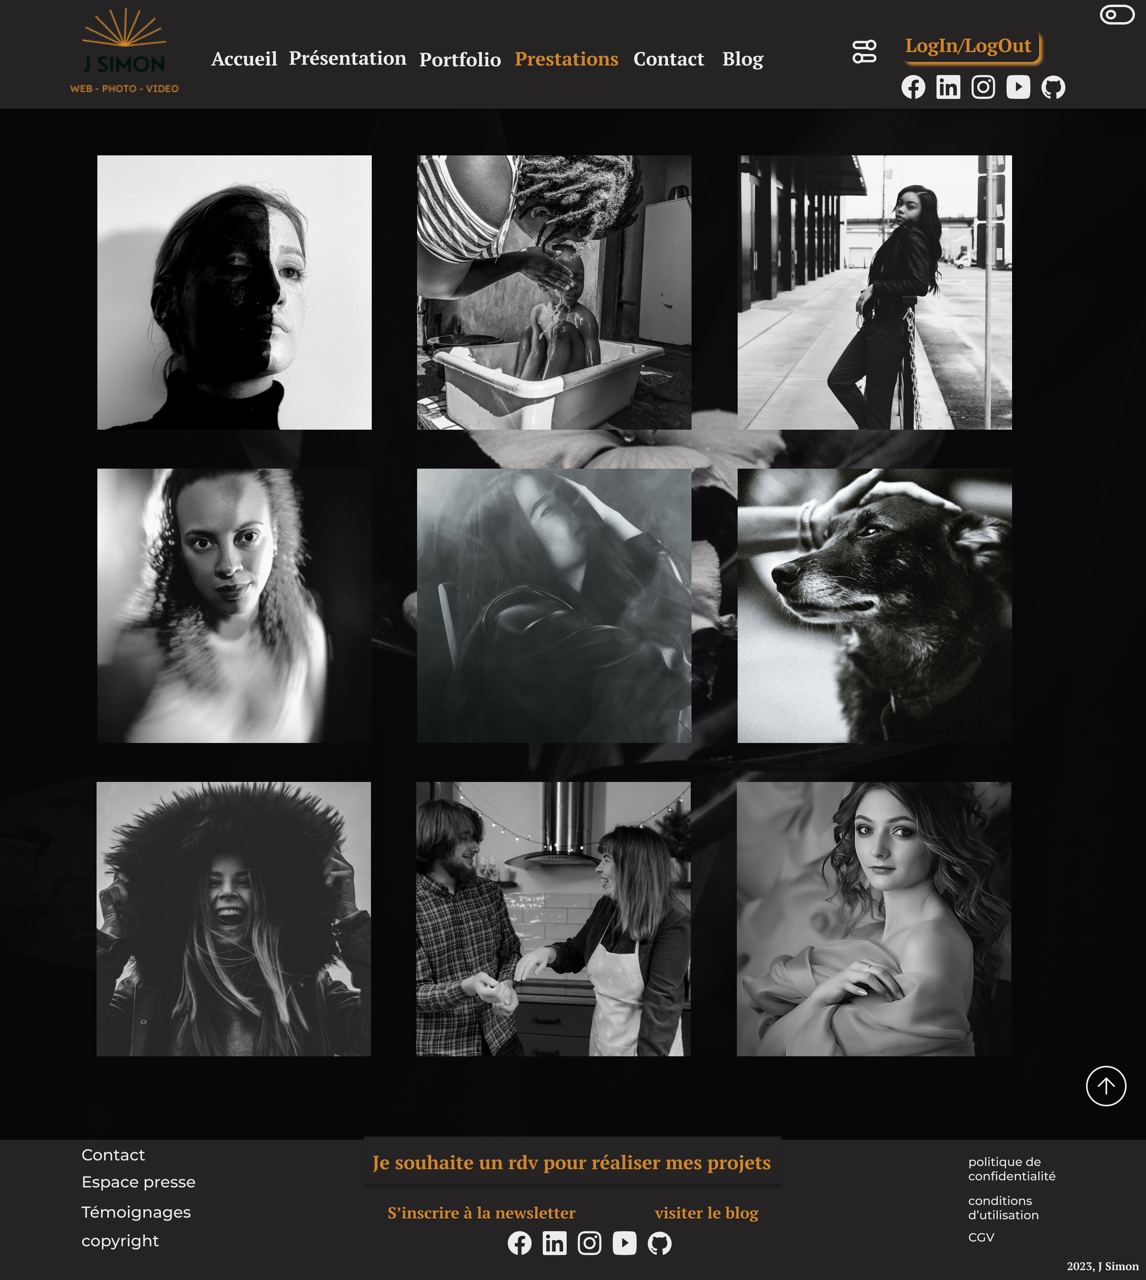 J SIMON
WEB - PHOTO - VIDEO
Accueil Présentation Portfolio Prestations Contact Blog
LogIn/LogOut
Contact
Espace presse
Témoignages
copyright
Je souhaite un rdv pour réaliser mes projets
S'inscrire à la newsletter visiter le blog
politique de
confidentialité
conditions
d'utilisation
CGV
2023, J Simon